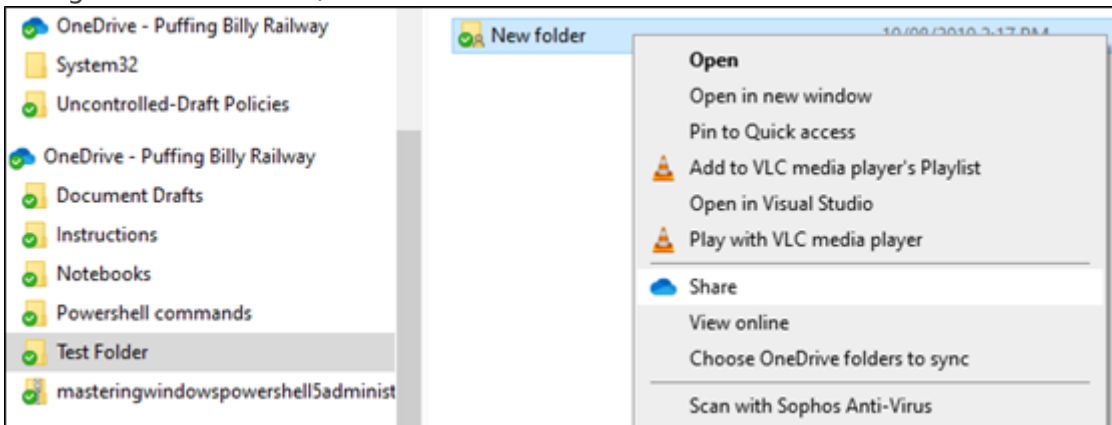 OneDrive - Puffing Billy Railway
System32
Uncontrolled-Draft Policies
OneDrive - Puffing Billy Railway
Document Drafts
Instructions
Notebooks
Powershell commands
Test Folder
masteringwindowspowershell5administ
New folder
Open
Open in new window
Pin to Quick access
Add to VLC media player's Playlist
Open in Visual Studio
Play with VLC media player
Share
View online
Choose OneDrive folders to sync
Scan with Sophos Anti-Virus